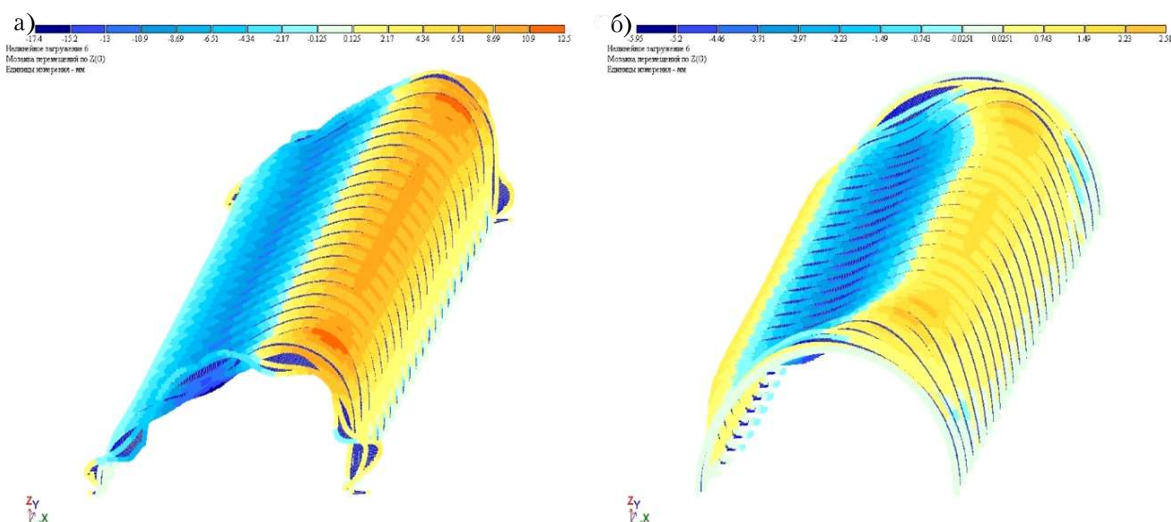 а)
-17.4 -15.2 -13 -10.9 -8.69 -6.51 -4.34 -2.17 -0.125 0.125 2.17 4.34 6.51 8.69 10.9 12.5
Нелинейное загружение 6
Мозаика перемещений по Z(G)
Единицы измерения - мм
Z
Y
X
б)
-5.95 -5.2 -4.46 -3.71 -2.97 -2.23 -1.49 -0.743 -0.0251 0.0251 0.743 1.49 2.23 2.51
Нелинейное загружение 6
Мозаика перемещений по Z(G)
Единицы измерения - мм
Z
Y
X